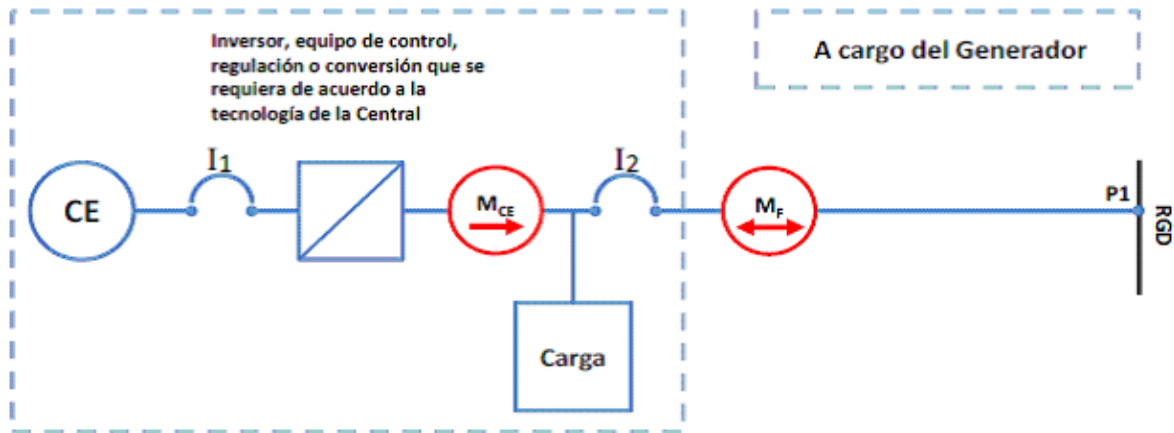 Inversor, equipo de control,
regulación o conversión que se
requiera de acuerdo a la
tecnología de la Central
A cargo del Generador
CE
I1
MCE
I2
MF
P1
RGD
Carga